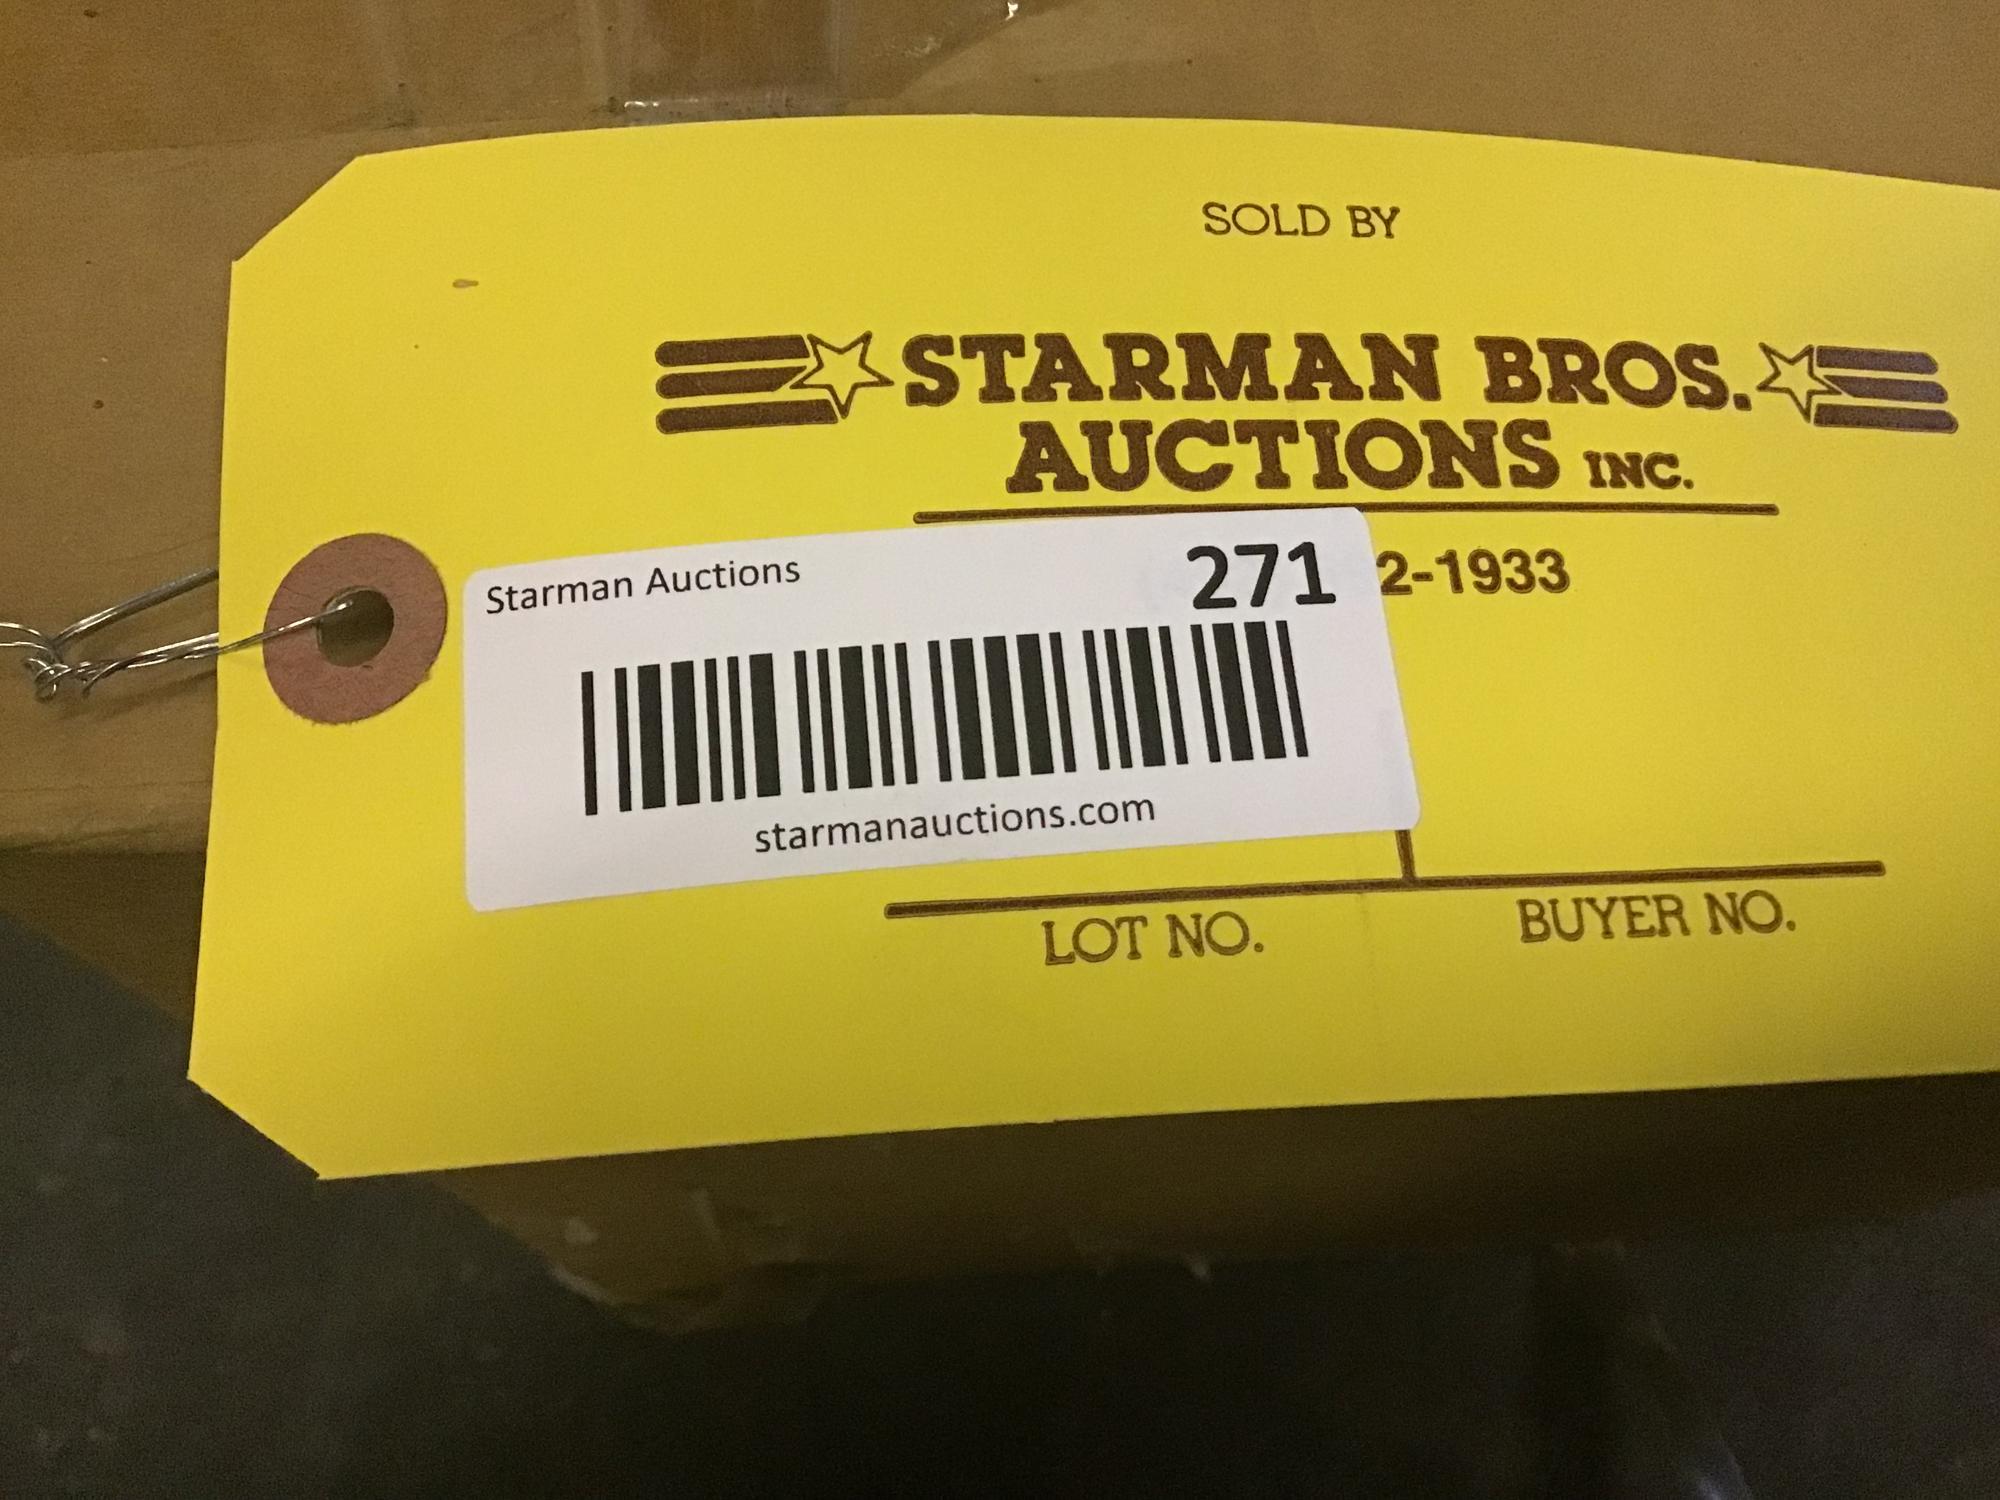 SOLD BY
STARMAN BROS.
AUCTIONS INC.
2-1933
Starman Auctions 271
starmanauctions.com
LOT NO. BUYER NO.